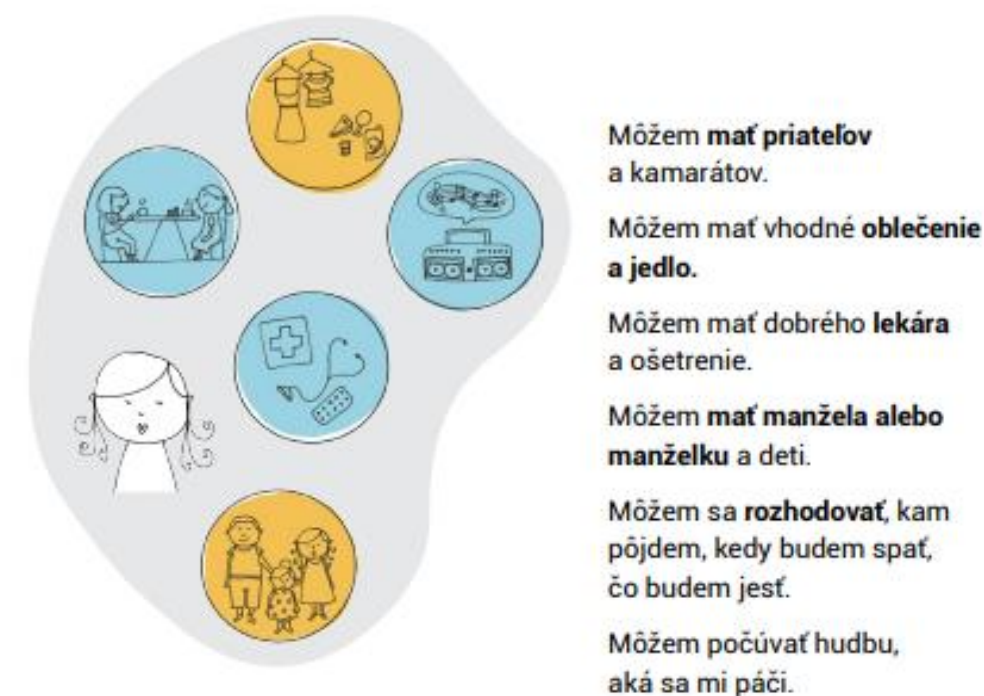 Môžem mať priateľov
a kamarátov.
Môžem mať vhodné oblečenie
a jedlo.
Môžem mať dobrého lekára
a ošetrenie.
Môžem mať manžela alebo
manželku a deti.
Môžem sa rozhodovať, kam
pôjdem, kedy budem spať,
čo budem jesť.
Môžem počúvať hudbu,
aká sa mi páči.